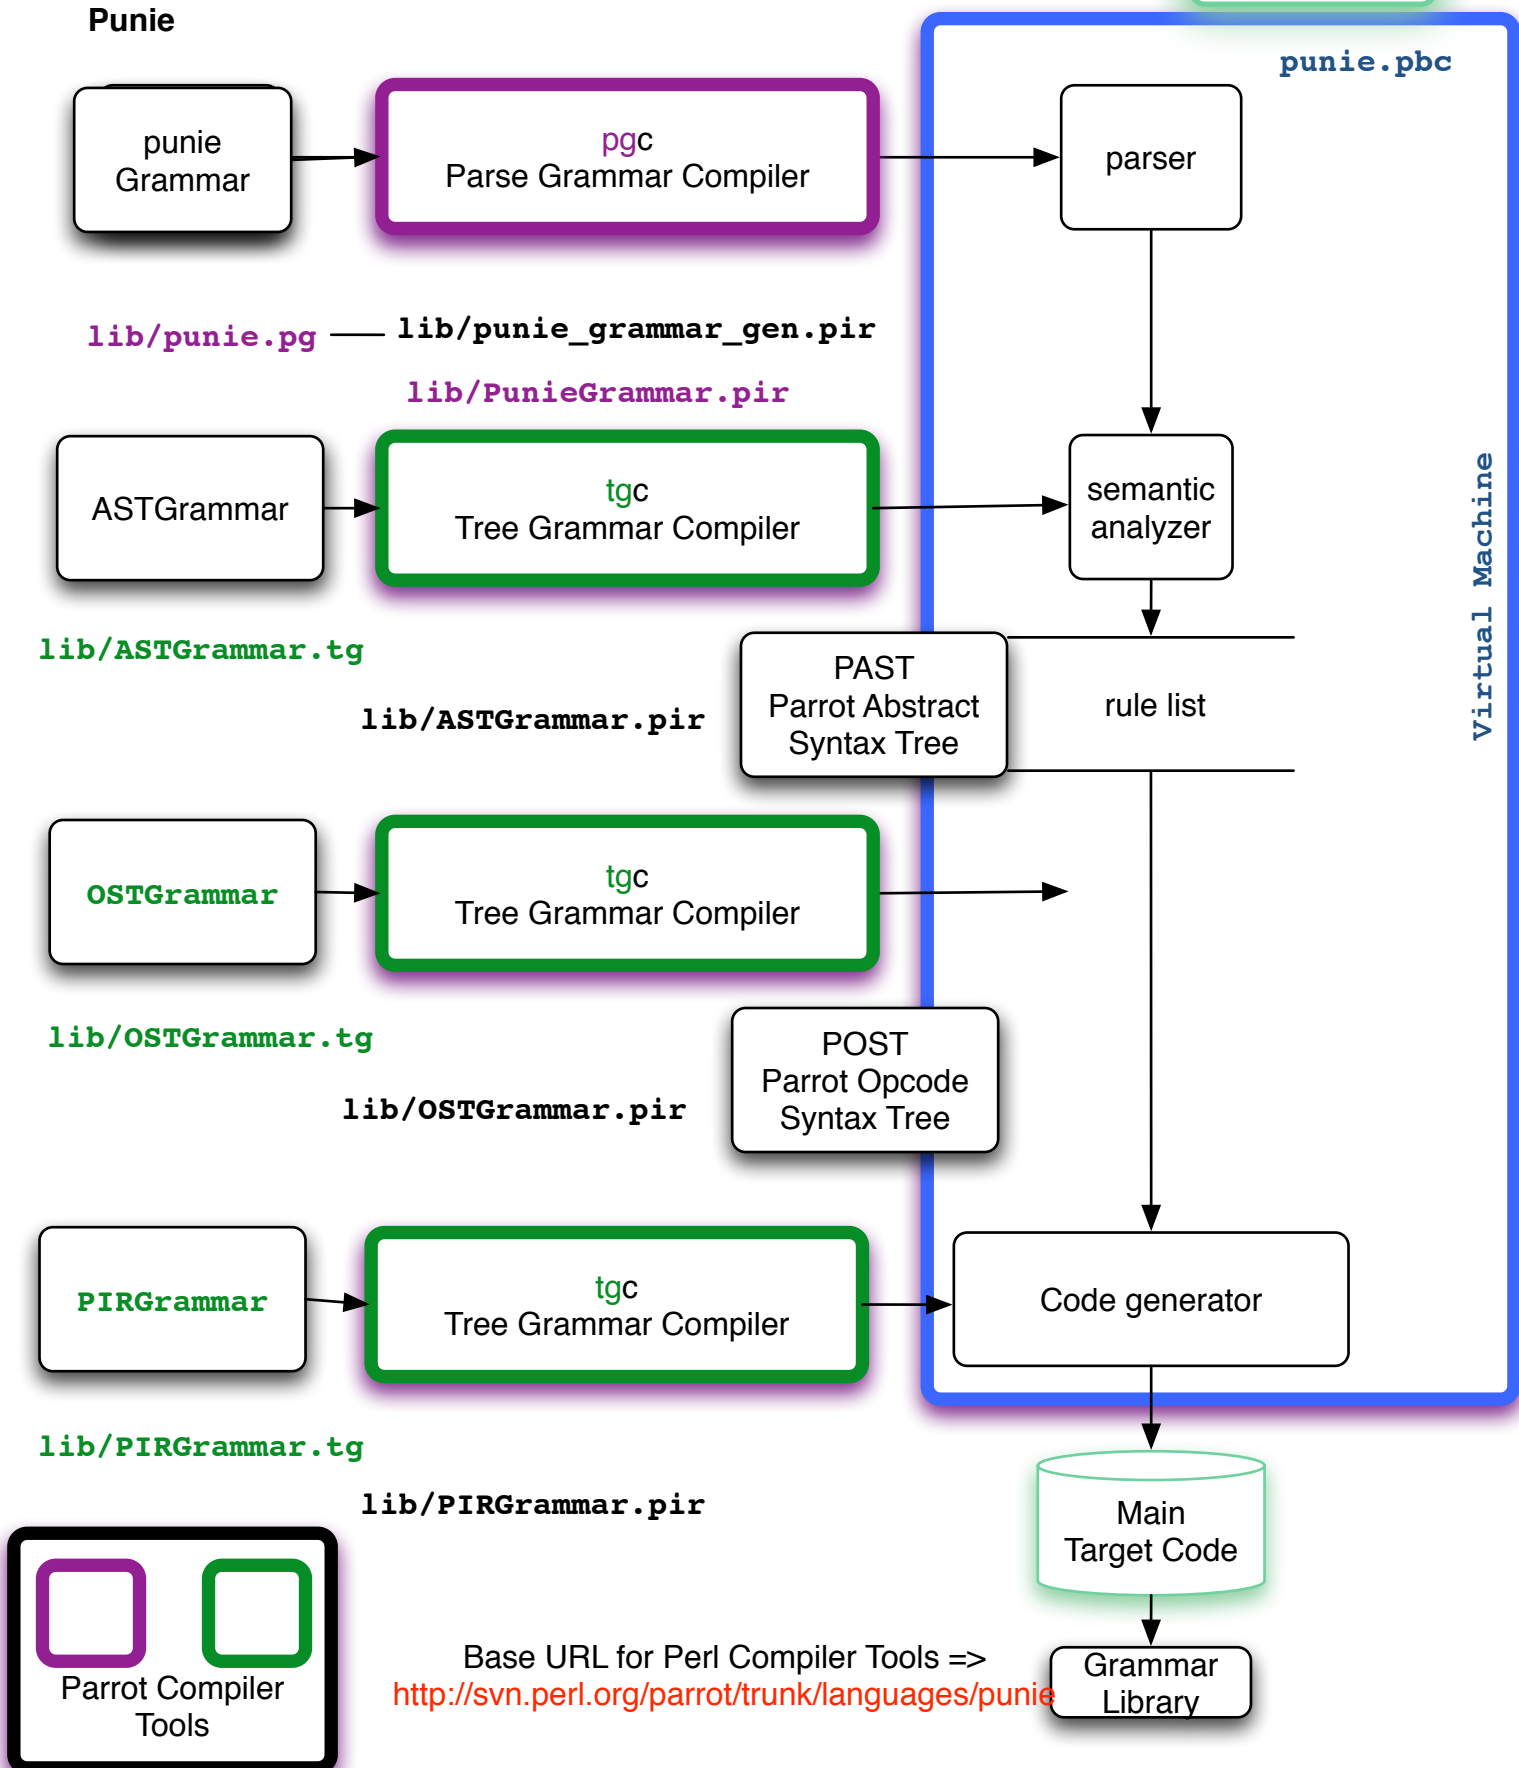 Punie
punie.pbc
punie
Grammar
pgc
Parse Grammar Compiler
parser
lib/punie.pg
lib/punie_grammar_gen.pir
lib/PunieGrammar.pir
ASTGrammar
tgc
Tree Grammar Compiler
semantic
analyzer
Virtual Machine
lib/ASTGrammar.tg
lib/ASTGrammar.pir
PAST
Parrot Abstract
Syntax Tree
rule list
OSTGrammar
tgc
Tree Grammar Compiler
lib/OSTGrammar.tg
lib/OSTGrammar.pir
POST
Parrot Opcode
Syntax Tree
PIRGrammar
tgc
Tree Grammar Compiler
Code generator
lib/PIRGrammar.tg
lib/PIRGrammar.pir
Main
Target Code
Parrot Compiler
Tools
Base URL for Perl Compiler Tools =>
http://svn.perl.org/parrot/trunk/languages/punie
Grammar
Library